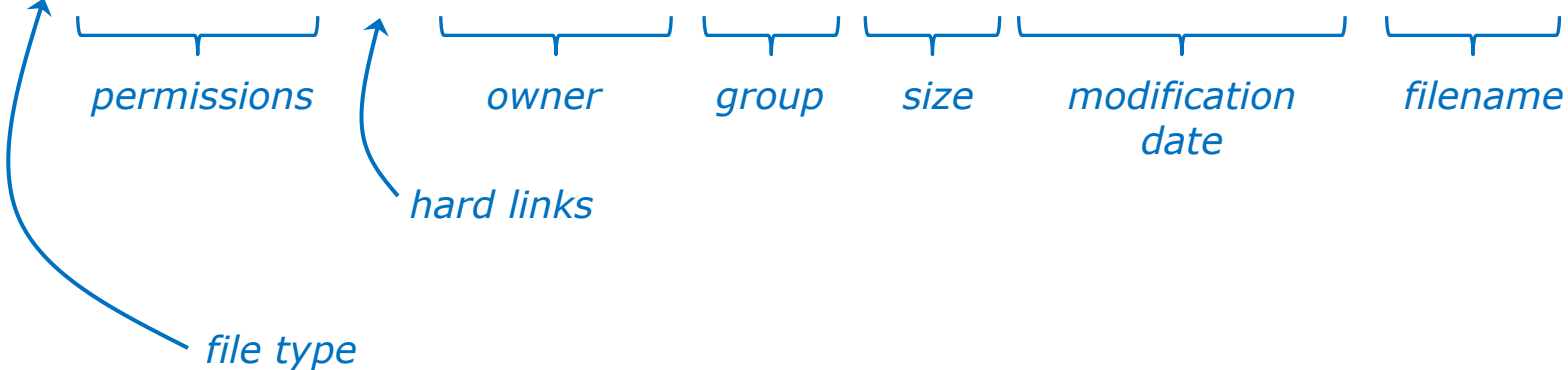 permissions owner group size modification filename
date
hard links
file type